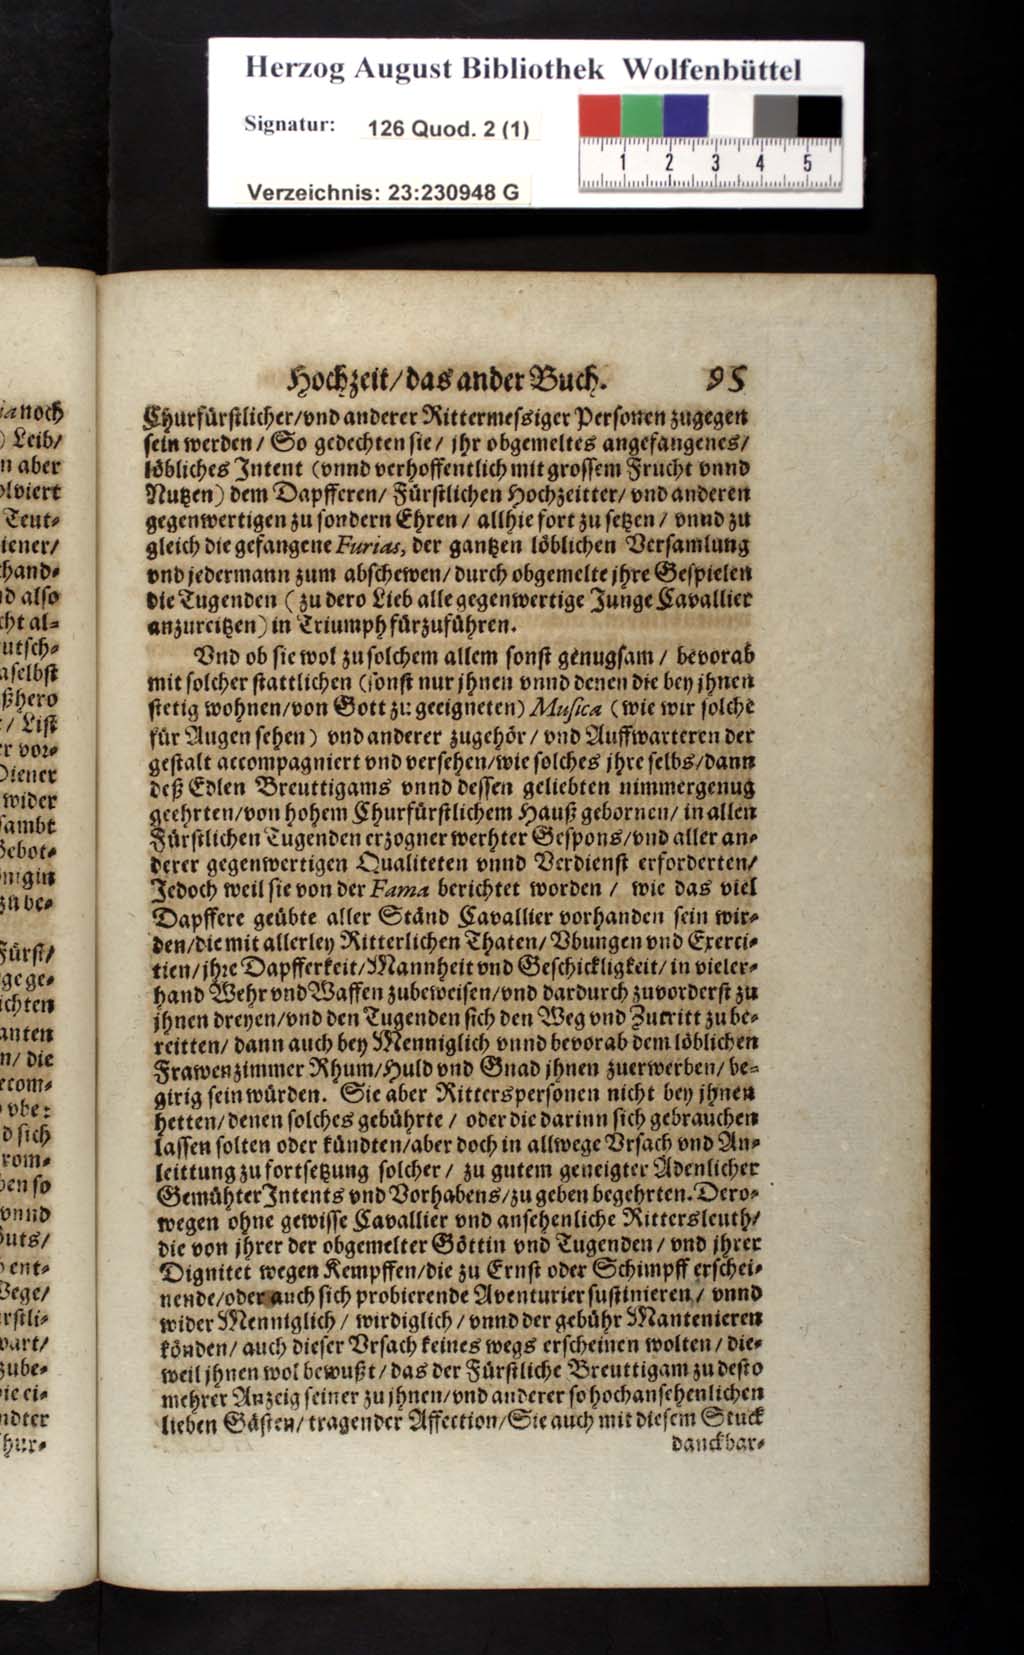 Herzog August Bibliothek Wolfenbüttel
Signatur: 126 Quod. 2 (1)
1 2 3 4 5
Verzeichnis: 23:230948 G
Hochzeit/das ander Buch. 95
Churfürstlicher/vnd anderer Rittermessiger Personen zugegen
sein werden/ So gedechten sie/ jhr obgemeltes angefangenes/
löbliches Intent (vnnd verhoffentlich mit grossem Frucht vnnd
Nutzen) dem Dapfferen/ Fürstlichen Hochzeitter/ vnd anderen
gegenwertigen zu sondern Ehren/ allhie fort zu setzen/ vnnd zu
gleich die gefangene Furias, der gantzen löblichen Versamlung
vnd jedermann zum abschewen/ durch obgemelte jhre Gespielen
die Tugenden (zu dero Lieb alle gegenwertige Junge Cavallier
anzureitzen) in Triumph fürzuführen.
Vnd ob sie wol zu solchem allem sonst genugsam/ bevorab
mit solcher stattlichen (sonst nur jhnen vnnd denen die bey jhnen
stetig wohnen/von Gott zu geeigneten) Musica (wie wir solche
für Augen sehen) vnd anderer zugehör/ vnd Auffwarteren der
gestalt accompagniert vnd versehen/wie solches jhre selbs/dann
deß Edlen Breuttigams vnnd dessen geliebten nimmergenug
geehrten/von hohem Churfürstlichem Hauß gebornen/ in allen
Fürstlichen Tugenden erzogner werhter Gespons/vnd aller an-
derer gegenwertigen Qualiteten vnnd Verdienst erforderten/
Jedoch weil sie von der Fama berichtet worden/ wie das viel
Dapffere geübte aller Ständ Cavallier vorhanden sein wir-
den/die mit allerley Ritterlichen Thaten/ Vbungen vnd Exerci-
tien/jhre Dapfferkeit/Mannheit vnd Geschickligkeit/ in vieler-
hand Wehr vnd Waffen zubeweisen/vnd dardurch zuvorderst zu
jhnen dreyen/vnd den Tugenden sich den Weg vnd Zutritt zu be-
reitten/ dann auch bey Menniglich vnnd bevorab dem löblichen
Frawenzimmer Rhum/Huld vnd Gnad jhnen zuerwerben/ be-
girig sein würden. Sie aber Ritterspersonen nicht bey jhnen
hetten/denen solches gebührte/ oder die darinn sich gebrauchen
lassen solten oder kündten/aber doch in allwege Vrsach vnd An-
leittung zu fortsetzung solcher/ zu gutem geneigter Adenlicher
Gemühter Intents vnd Vorhabens/zu geben begehrten. Dero-
wegen ohne gewisse Cavallier vnd ansehenliche Rittersleuth/
die von jhrer der obgemelter Göttin vnd Tugenden/ vnd jhrer
Dignitet wegen Kempffen/die zu Ernst oder Schimpff erschei-
nende/oder auch sich probierende Aventurier sustinieren/ vnnd
wider Menniglich/ wirdiglich/ vnnd der gebühr Mantenieren
könden/ auch dieser Vrsach keines wegs erscheinen wolten/ die-
weil jhnen wol bewußt/ das der Fürstliche Breuttigam zu desto
mehrer Anzeig seiner zu jhnen/vnd anderer so hochansehenlichen
lieben Gästen/ tragender Affection/Sie auch mit diesem Stuck
danckbar-